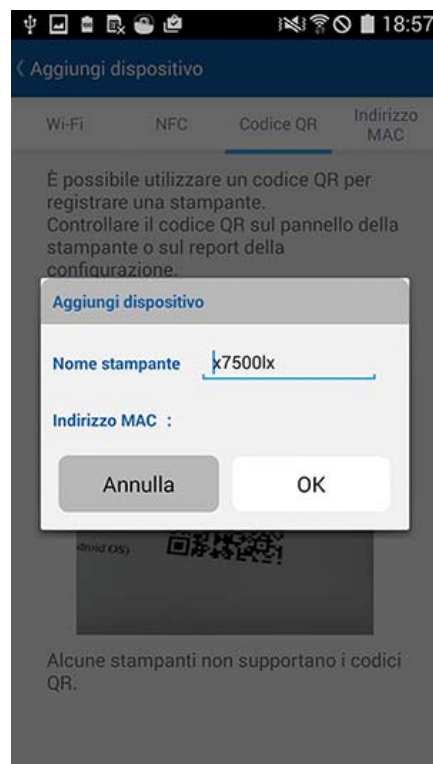 18:57
Aggiungi dispositivo
Wi-Fi
NFC
Codice QR
Indirizzo
MAC
È possibile utilizzare un codice QR per
registrare una stampante.
Controllare il codice QR sul pannello della
stampante o sul report della
configurazione.
Aggiungi dispositivo
Nome stampante
x7500lx
Indirizzo MAC :
Annulla
OK
droid OS)
Alcune stampanti non supportano i codici
QR.